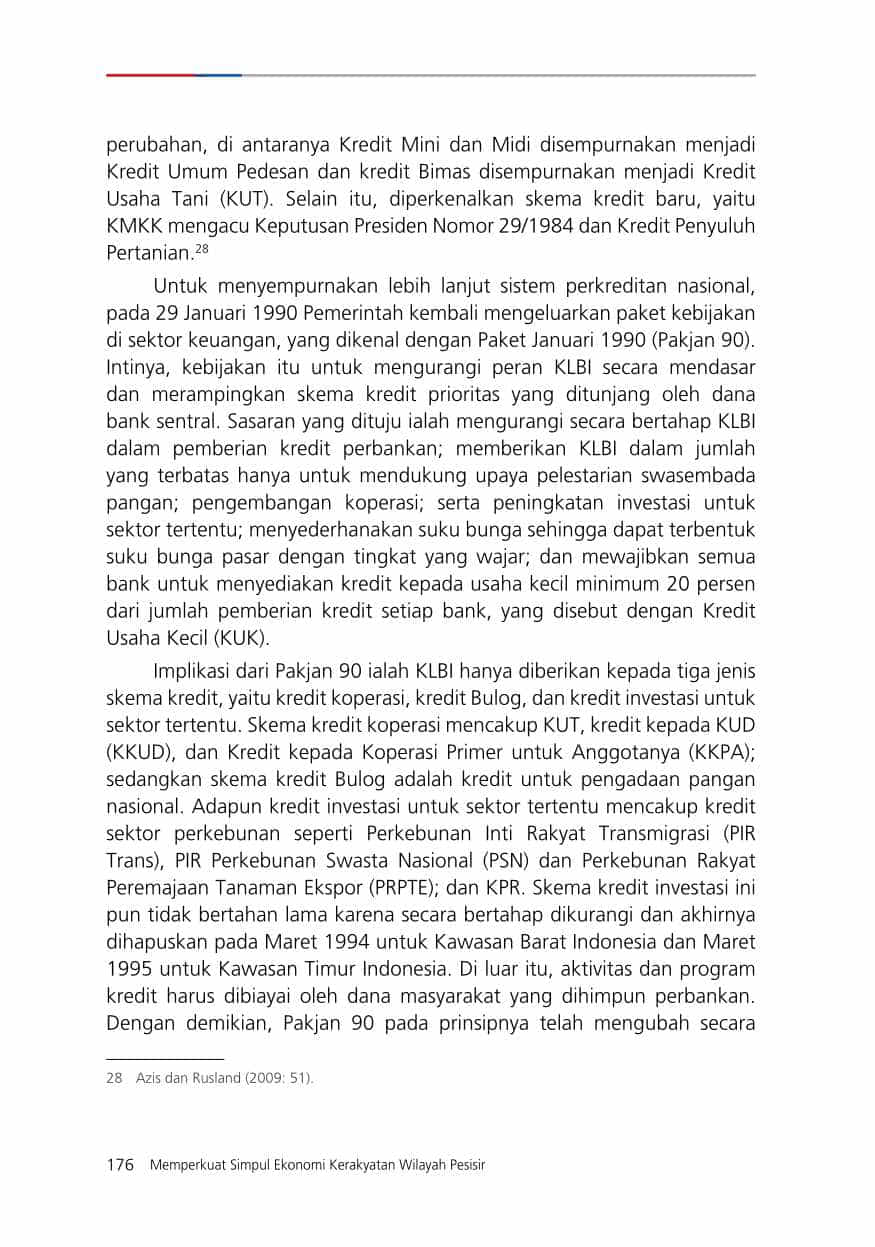 perubahan, di antaranya Kredit Mini dan Midi disempurnakan menjadi
Kredit Umum Pedesan dan kredit Bimas disempurnakan menjadi Kredit
Usaha Tani (KUT). Selain itu, diperkenalkan skema kredit baru, yaitu
KMKK mengacu Keputusan Presiden Nomor 29/1984 dan Kredit Penyuluh
Pertanian.28
Untuk menyempurnakan lebih lanjut sistem perkreditan nasional,
pada 29 Januari 1990 Pemerintah kembali mengeluarkan paket kebijakan
di sektor keuangan, yang dikenal dengan Paket Januari 1990 (Pakjan 90).
Intinya, kebijakan itu untuk mengurangi peran KLBI secara mendasar
dan merampingkan skema kredit prioritas yang ditunjang oleh dana
bank sentral. Sasaran yang dituju ialah mengurangi secara bertahap KLBI
dalam pemberian kredit perbankan; memberikan KLBI dalam jumlah
yang terbatas hanya untuk mendukung upaya pelestarian swasembada
pangan; pengembangan koperasi; serta peningkatan investasi untuk
sektor tertentu; menyederhanakan suku bunga sehingga dapat terbentuk
suku bunga pasar dengan tingkat yang wajar; dan mewajibkan semua
bank untuk menyediakan kredit kepada usaha kecil minimum 20 persen
dari jumlah pemberian kredit setiap bank, yang disebut dengan Kredit
Usaha Kecil (KUK).
Implikasi dari Pakjan 90 ialah KLBI hanya diberikan kepada tiga jenis
skema kredit, yaitu kredit koperasi, kredit Bulog, dan kredit investasi untuk
sektor tertentu. Skema kredit koperasi mencakup KUT, kredit kepada KUD
(KKUD), dan Kredit kepada Koperasi Primer untuk Anggotanya (KKPA);
sedangkan skema kredit Bulog adalah kredit untuk pengadaan pangan
nasional. Adapun kredit investasi untuk sektor tertentu mencakup kredit
sektor perkebunan seperti Perkebunan Inti Rakyat Transmigrasi (PIR
Trans), PIR Perkebunan Swasta Nasional (PSN) dan Perkebunan Rakyat
Peremajaan Tanaman Ekspor (PRPTE); dan KPR. Skema kredit investasi ini
pun tidak bertahan lama karena secara bertahap dikurangi dan akhirnya
dihapuskan pada Maret 1994 untuk Kawasan Barat Indonesia dan Maret
1995 untuk Kawasan Timur Indonesia. Di luar itu, aktivitas dan program
kredit harus dibiayai oleh dana masyarakat yang dihimpun perbankan.
Dengan demikian, Pakjan 90 pada prinsipnya telah mengubah secara
28 Azis dan Rusland (2009: 51).
176 Memperkuat Simpul Ekonomi Kerakyatan Wilayah Pesisir